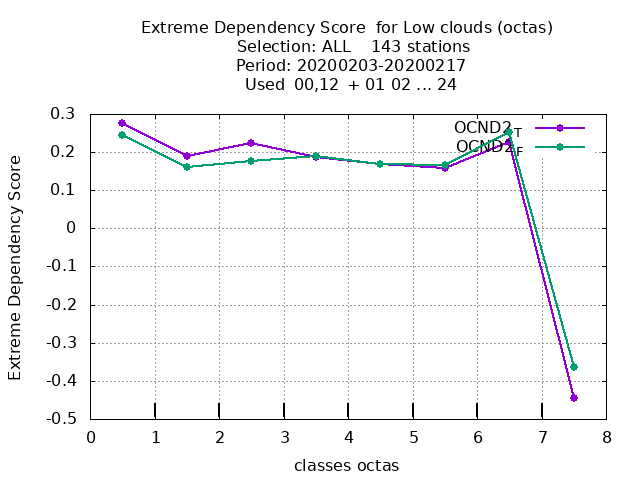 Extreme Dependency Score for Low clouds (octas)
Selection: ALL 143 stations
Period: 20200203-20200217
Used 00,12 + 01 02 ... 24
OCND2_T
OCND2_F
Extreme Dependency Score
0.3
0.2
0.1
0
-0.1
-0.2
-0.3
-0.4
-0.5
0 1 2 3 4 5 6 7 8
classes octas